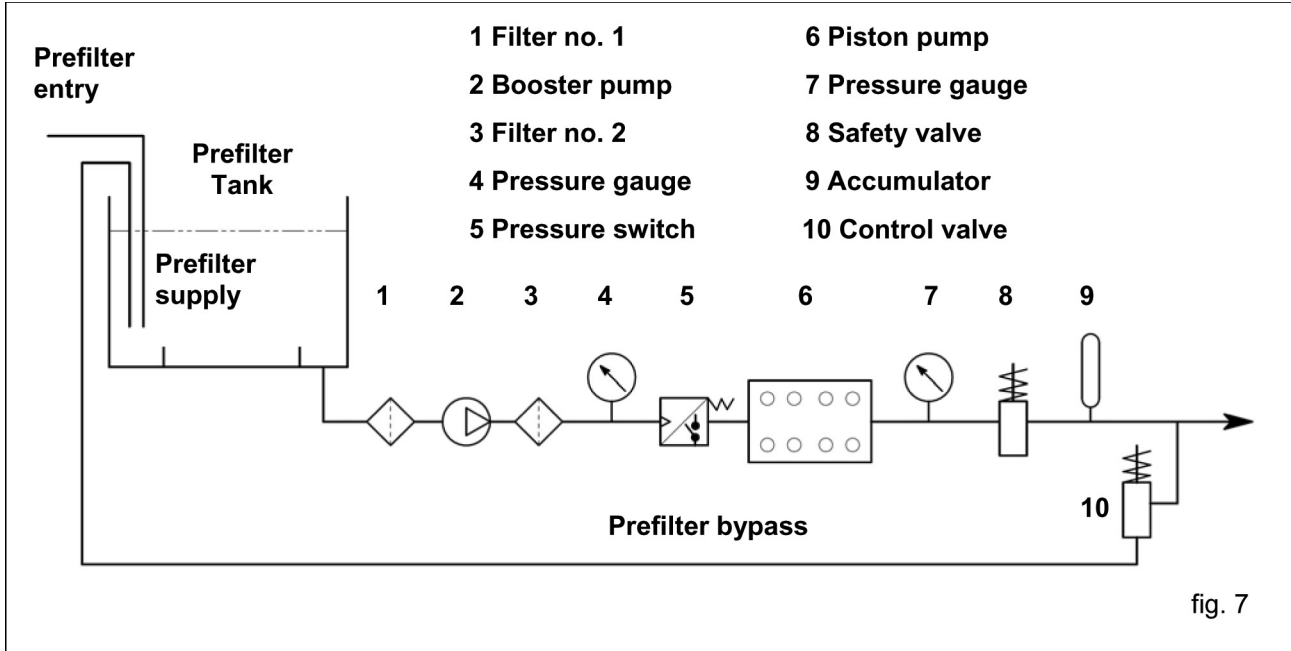 Prefilter
entry
1 Filter no. 1
2 Booster pump
3 Filter no. 2
4 Pressure gauge
5 Pressure switch
6 Piston pump
7 Pressure gauge
8 Safety valve
9 Accumulator
10 Control valve
Prefilter
Tank
Prefilter
supply
1 2 3 4 5 6 7 8 9
10
Prefilter bypass
fig. 7